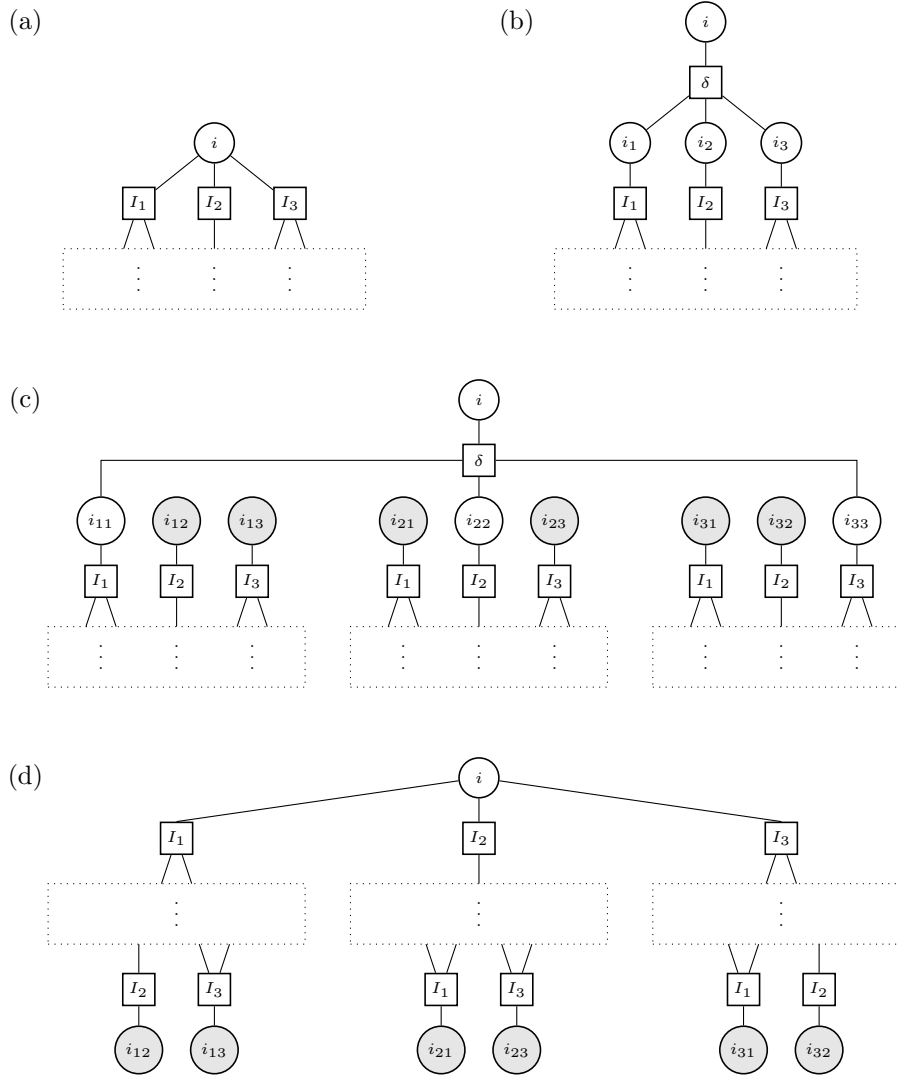 (a) (b)
i
δ
i
i₁ i₂ i₃
I₁ I₂ I₃
I₁ I₂ I₃
⋮ ⋮ ⋮ ⋮ ⋮ ⋮
(c)
i
δ
i₁₁ i₁₂ i₁₃ i₂₁ i₂₂ i₂₃ i₃₁ i₃₂ i₃₃
I₁ I₂ I₃ I₁ I₂ I₃ I₁ I₂ I₃
⋮ ⋮ ⋮ ⋮ ⋮ ⋮ ⋮ ⋮ ⋮
(d)
i
I₁ I₂ I₃
⋮ ⋮ ⋮
I₂ I₃ I₁ I₃ I₁ I₂
i₁₂ i₁₃ i₂₁ i₂₃ i₃₁ i₃₂